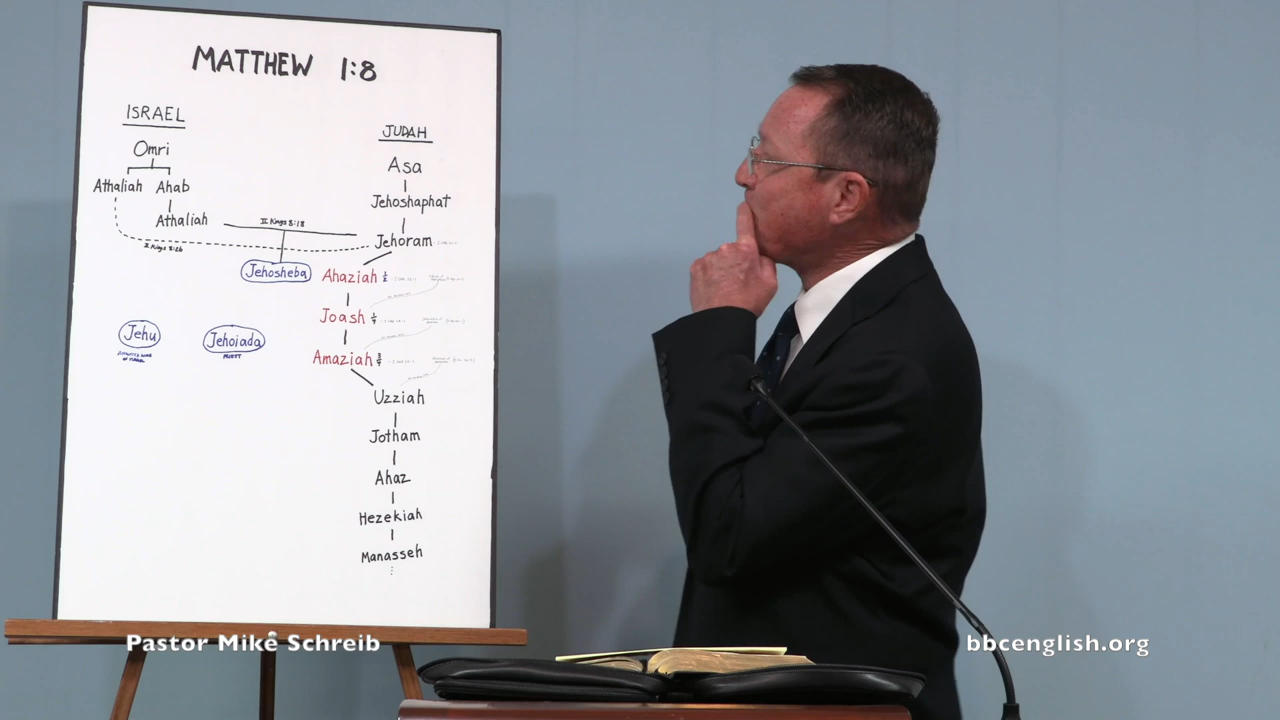 MATTHEW 1:8
ISRAEL
Omri
Athaliah Ahab
Athaliah
II Kings 8:18
II Kings 8:26
Jehosheba
Jehu
Jehoiada
PRIEST
JUDAH
Asa
Jehoshaphat
Jehoram
Ahaziah
Joash
Amaziah
Uzziah
Jotham
Ahaz
Hezekiah
Manasseh
Pastor Mike Schreib
bbcenglish.org